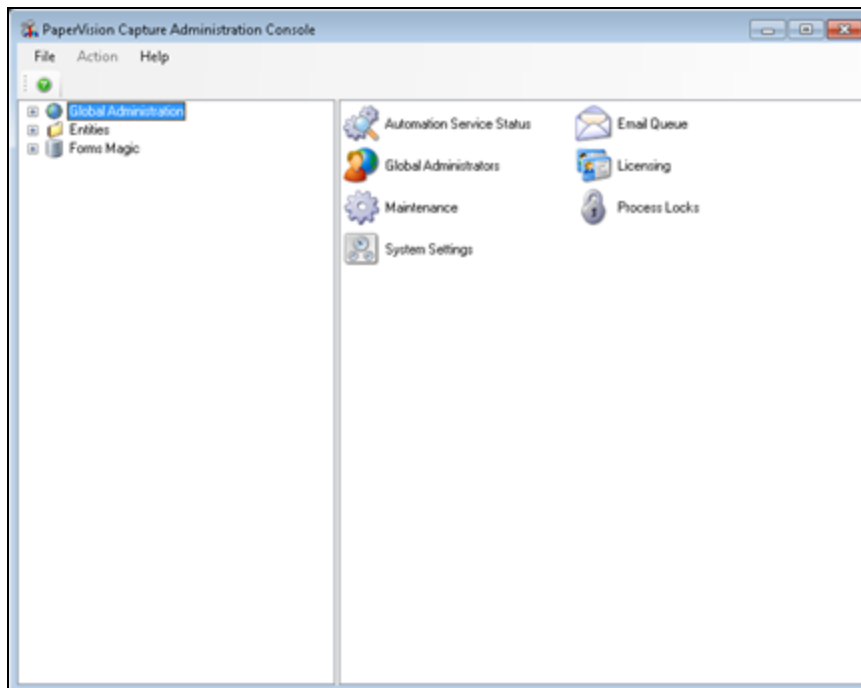 PaperVision Capture Administration Console
File Action Help
Global Administration
Entities
Forms Magic
Automation Service Status
Email Queue
Global Administrators
Licensing
Maintenance
Process Locks
System Settings